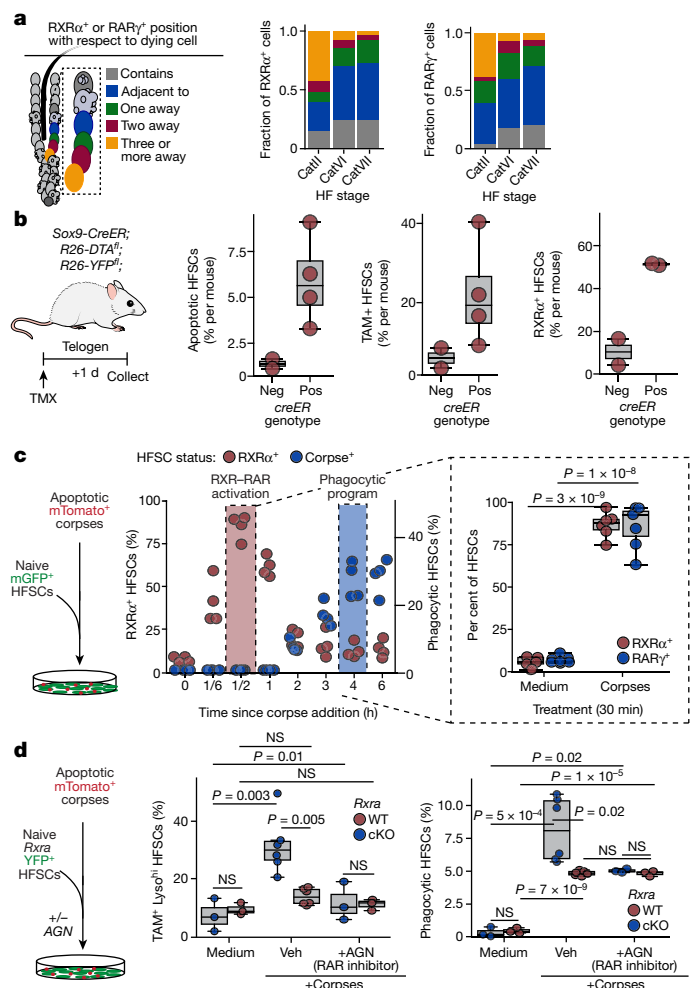 a
RXRα⁺ or RARγ⁺ position
with respect to dying cell
Contains
Adjacent to
One away
Two away
Three or
more away
Fraction of RXRα⁺ cells
1.0
0.5
0
CatII
CatVI
CatVII
HF stage
Fraction of RARγ⁺ cells
1.0
0.5
0
CatII
CatVI
CatVII
HF stage
b
Sox9-CreER;
R26-DTAfl;
R26-YFPfl;
Telogen
+1 d
Collect
TMX
Apoptotic HFSCs
(% per mouse)
7.5
5.0
2.5
0
Neg Pos
creER
genotype
TAM+ HFSCs
(% per mouse)
40
20
0
Neg Pos
creER
genotype
RXRα⁺ HFSCs
(% per mouse)
60
40
20
0
Neg Pos
creER
genotype
c
HFSC status: RXRα⁺ Corpse⁺
RXR–RAR
activation
Phagocytic
program
Apoptotic
mTomato⁺
corpses
Naive
mGFP⁺
HFSCs
RXRα⁺ HFSCs (%)
100
75
50
25
0
0 1/6 1/2 1 2 3 4 6
Time since corpse addition (h)
40
20
0
Phagocytic HFSCs (%)
P = 1 × 10⁻⁸
P = 3 × 10⁻⁹
Per cent of HFSCs
100
75
50
25
0
RXRα⁺
RARγ⁺
Medium Corpses
Treatment (30 min)
d
Apoptotic
mTomato⁺
corpses
Naive
Rxra
YFP⁺
HFSCs
+/–
AGN
TAM⁺ Lysoʰⁱ HFSCs (%)
40
20
0
NS
P = 0.01
NS
P = 0.003
P = 0.005
NS
NS
Rxra
WT
cKO
Medium Veh +AGN
(RAR inhibitor)
+Corpses
Phagocytic HFSCs (%)
10.0
7.5
5.0
2.5
0
P = 0.02
P = 1 × 10⁻⁵
P = 5 × 10⁻⁴
P = 0.02
NS NS
P = 7 × 10⁻⁹
NS
Rxra
WT
cKO
Medium Veh +AGN
(RAR inhibitor)
+Corpses